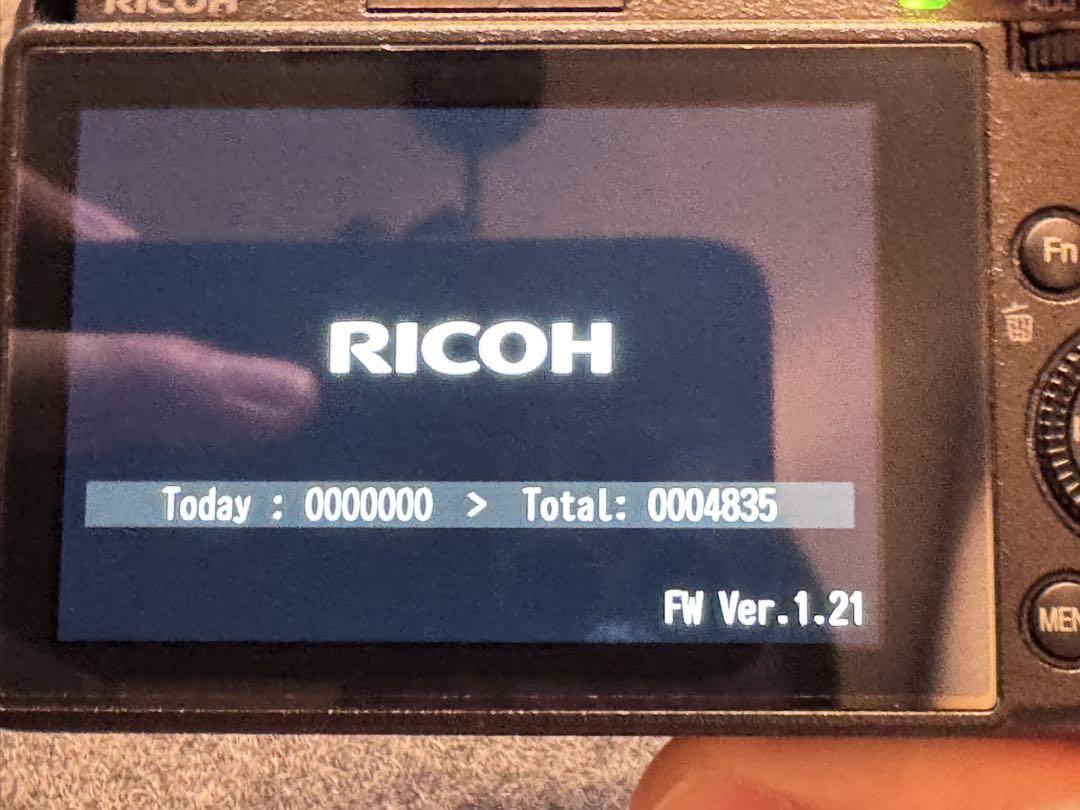 RICOH
Fn
RICOH
Today : 0000000 > Total: 0004835
FW Ver.1.21